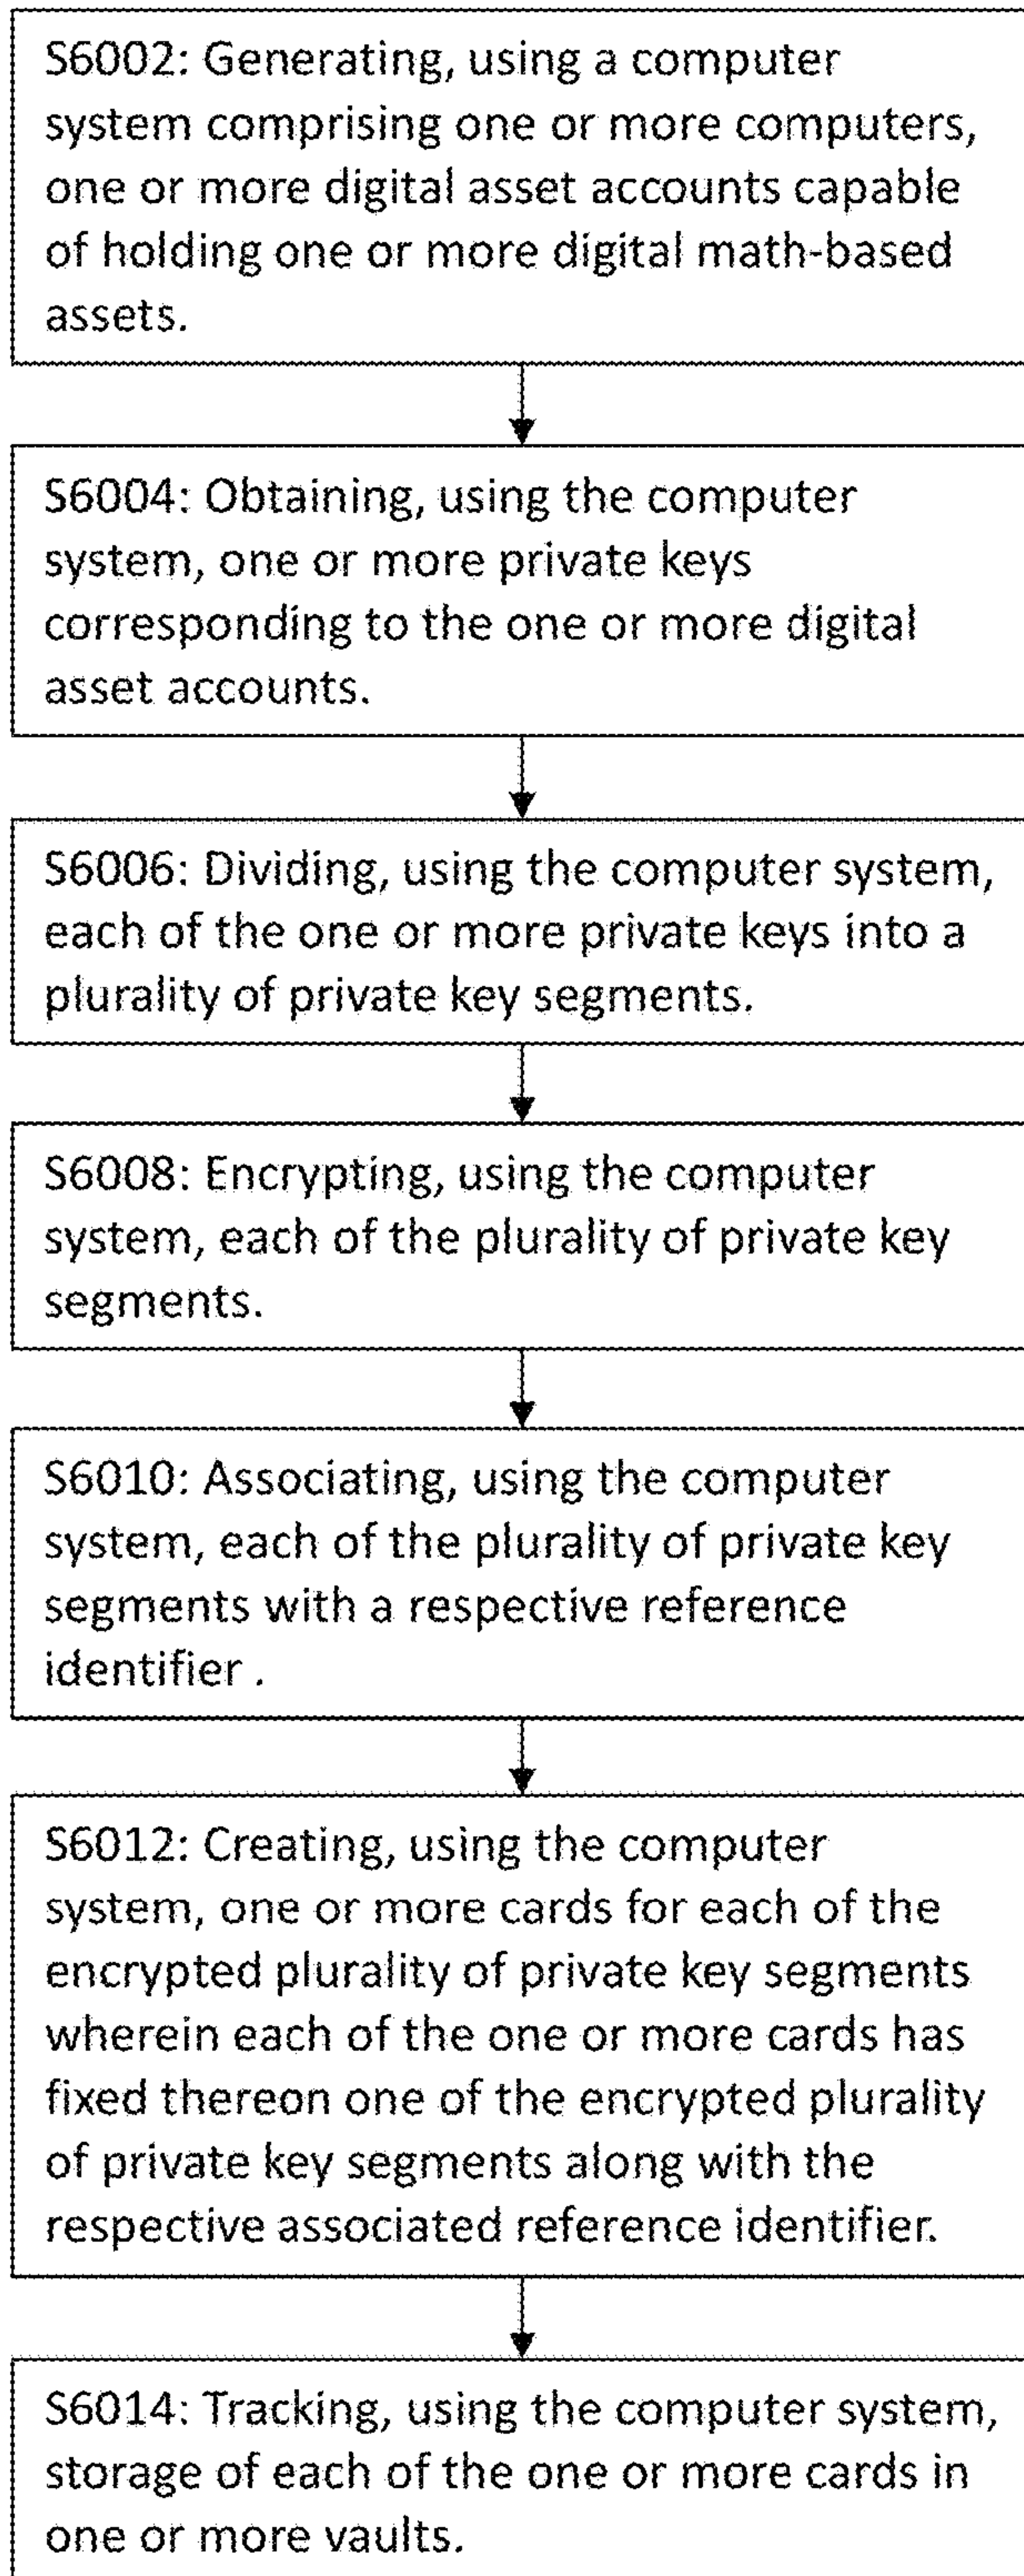 S6002: Generating, using a computer
system comprising one or more computers,
one or more digital asset accounts capable
of holding one or more digital math-based
assets.
S6004: Obtaining, using the computer
system, one or more private keys
corresponding to the one or more digital
asset accounts.
S6006: Dividing, using the computer system,
each of the one or more private keys into a
plurality of private key segments.
S6008: Encrypting, using the computer
system, each of the plurality of private key
segments.
S6010: Associating, using the computer
system, each of the plurality of private key
segments with a respective reference
identifier .
S6012: Creating, using the computer
system, one or more cards for each of the
encrypted plurality of private key segments
wherein each of the one or more cards has
fixed thereon one of the encrypted plurality
of private key segments along with the
respective associated reference identifier.
S6014: Tracking, using the computer system,
storage of each of the one or more cards in
one or more vaults.